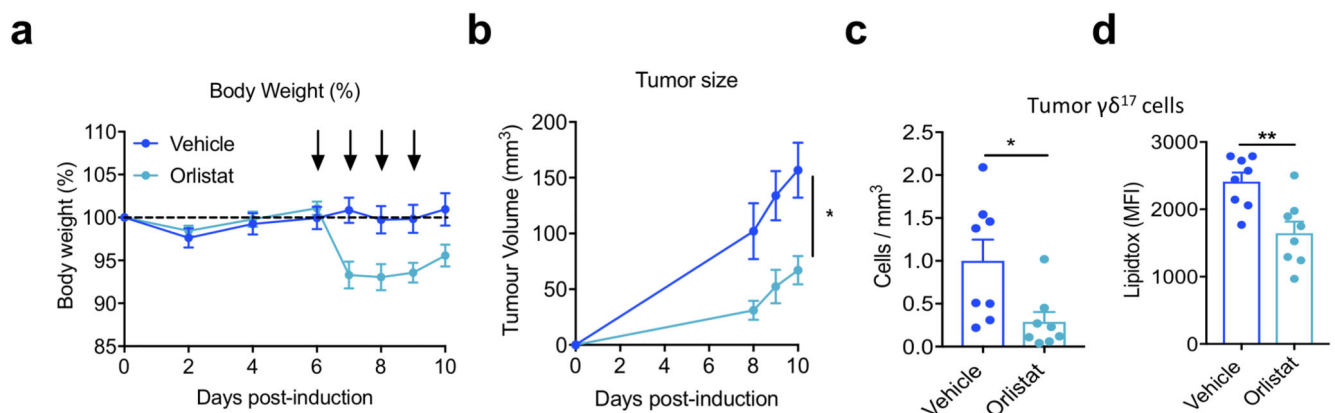 a
Body Weight (%)
Vehicle
Orlistat
Body weight (%)
110
105
100
95
90
85
0 2 4 6 8 10
Days post-induction
b
Tumor size
Tumour Volume (mm³)
200
150
100
50
0
0 2 4 6 8 10
Days post-induction
*
c d
Tumor γδ¹⁷ cells
Cells / mm³
2.5
2.0
1.5
1.0
0.5
0.0
*
Vehicle
Orlistat
Lipidtox (MFI)
3000
2000
1000
0
**
Vehicle
Orlistat